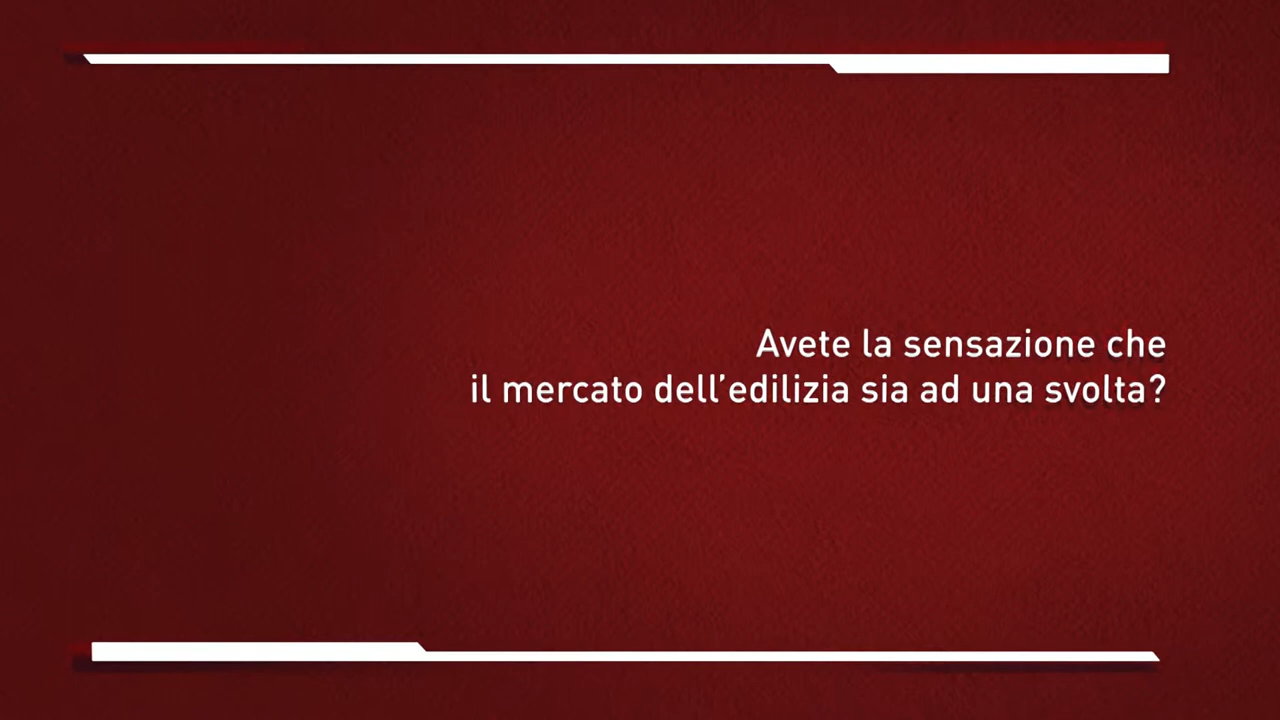 Avete la sensazione che
il mercato dell’edilizia sia ad una svolta?